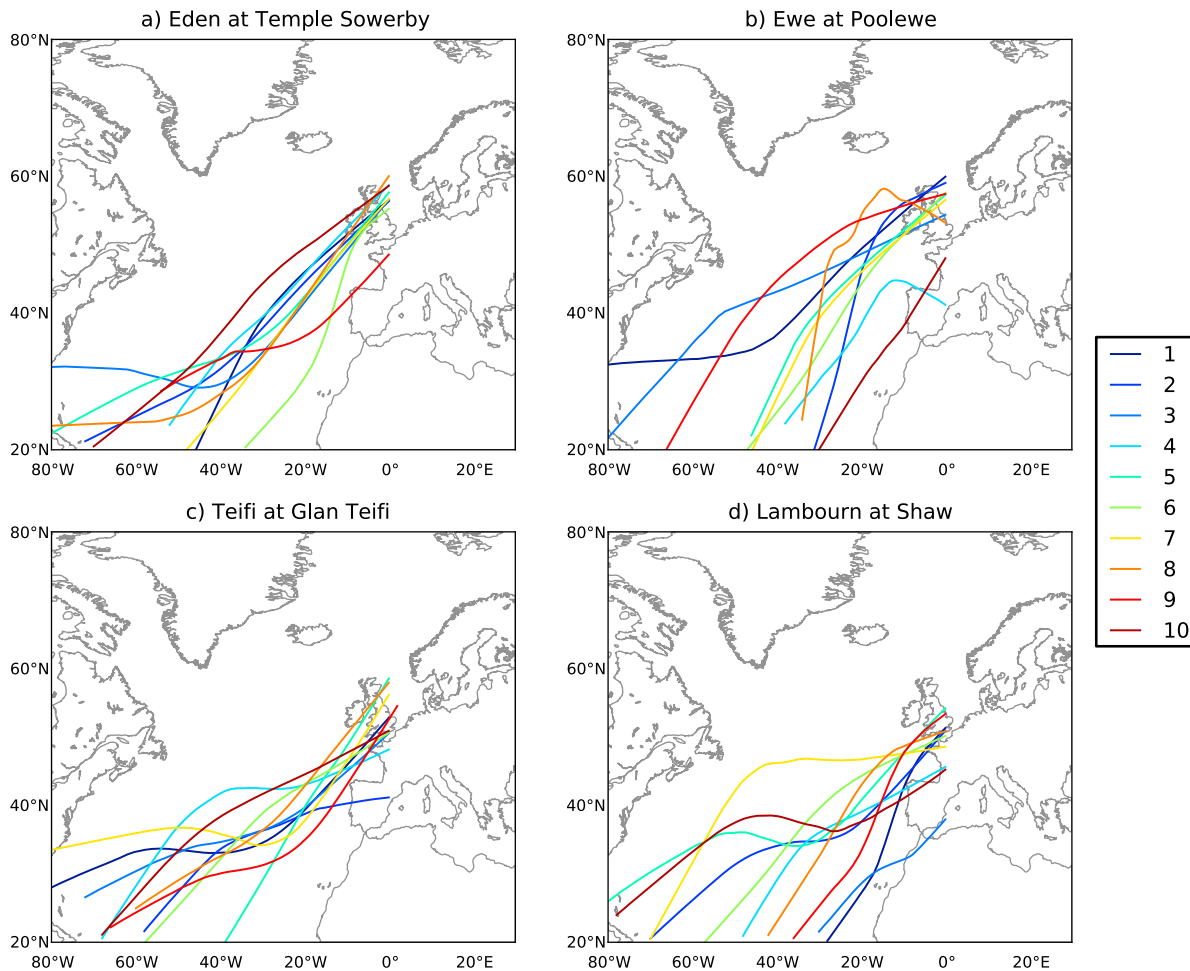 a) Eden at Temple Sowerby
b) Ewe at Poolewe
80°N
60°N
40°N
20°N
80°W 60°W 40°W 20°W 0° 20°E
80°N
60°N
40°N
20°N
80°W 60°W 40°W 20°W 0° 20°E
c) Teifi at Glan Teifi
d) Lambourn at Shaw
80°N
60°N
40°N
20°N
80°W 60°W 40°W 20°W 0° 20°E
80°N
60°N
40°N
20°N
80°W 60°W 40°W 20°W 0° 20°E
1
2
3
4
5
6
7
8
9
10